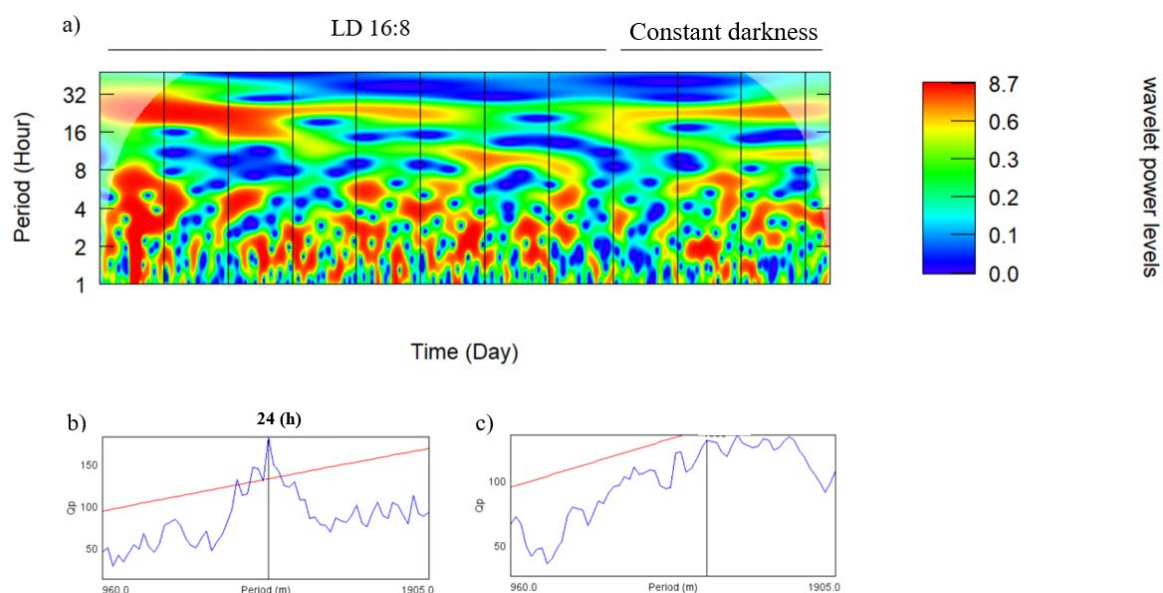 a)
LD 16:8
Constant darkness
Period (Hour)
32
16
8
4
2
1
Time (Day)
8.7
0.6
0.3
0.2
0.1
0.0
wavelet power levels
b)
24 (h)
Qp
150
100
50
960.0
Period (m)
1905.0
c)
Qp
100
50
960.0
Period (m)
1905.0